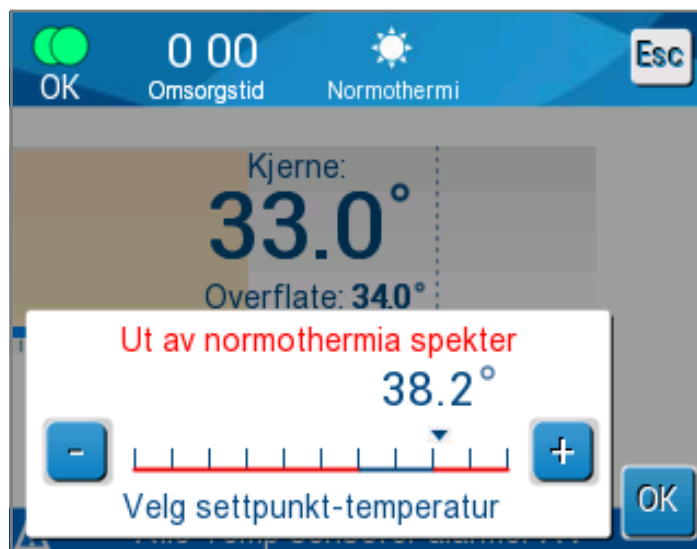 0 00
Esc
OK
Omsorgstid
Normothermi
Kjerne:
33.0°
Overflate: 34.0°
Ut av normothermia spekter
38.2°
-
+
Velg settpunkt-temperatur
OK